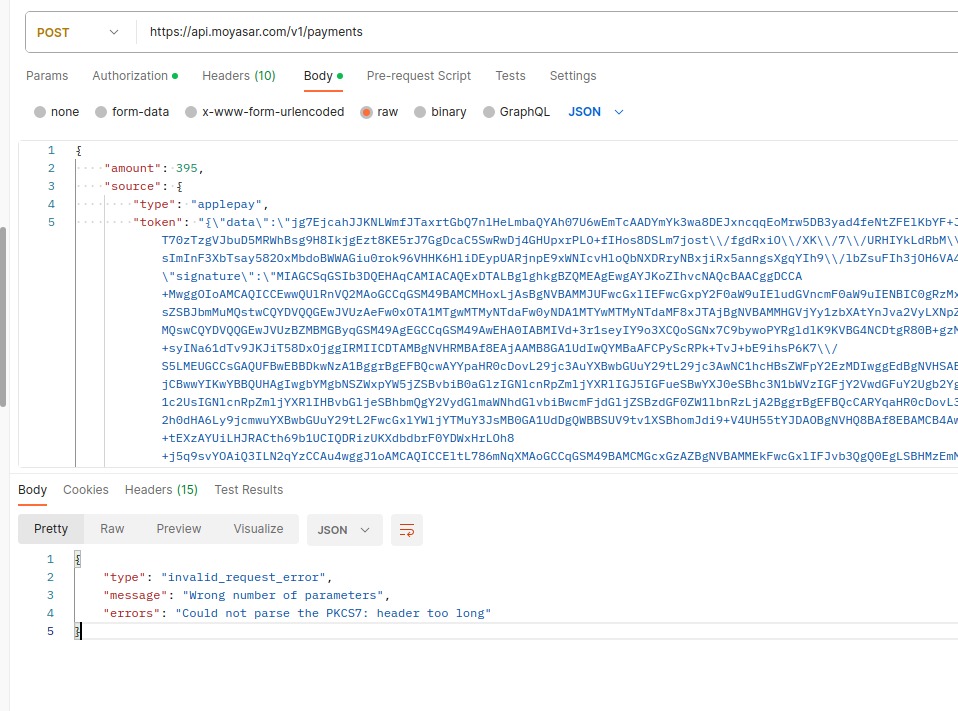 POST https://api.moyasar.com/v1/payments
Params Authorization Headers (10) Body Pre-request Script Tests Settings
none form-data x-www-form-urlencoded raw binary GraphQL JSON
1 {
2 "amount": 395,
3 "source": {
4 "type": "applepay",
5 "token": "{\"data\":\"jg7EjcahJJKNLWmfJTaxrtGbQ7nlHeLmbaQYAh07U6wEmTcAADYmYk3wa8DEJxncqqEoMrw5DB3yad4feNtZFElKbYF+J
T70zTzgVJbuD5MRWhBsg9H8IkjgEzt8KE5rJ7GgDcaC5SwRwDj4GHUpxrPLO+fIHos8DSLm7jost\\/fgdRxiO\\/XK\\/7\\/URHIYkLdRbM\
sImInF3XbTsay582OxMbdoBWWAGiu0rok96VHHK6HliDEypUARjnpE9xWNIcvHloQbNXDRryNBxjiRx5anngsXgqYIh9\\/lbZsuFIh3jOH6VA4
\"signature\":\"MIAGCSqGSIb3DQEHAqCAMIACAQExDTALBglghkgBZQMEAgEwgAYJKoZIhvcNAQcBAACggDCCA
+MwggOIoAMCAQICCEwwQUlRnVQ2MAoGCCqGSM49BAMCMHoxLjAsBgNVBAMMJUFwcGxlIEFwcGxpY2F0aW9uIEludGVncmF0aW9uIENBIC0gRzMx
ZSBJbmMuMQstwCQYDVQQGEwJVUzAeFw0xOTA1MTgwMTMyNTdaFw0yNDA1MTYwMTMyNTdaMF8xJTAjBgNVBAMMHGVjYy1zbXAtYnJva2VyLXNpZ
MQswCQYDVQQGEwJVUzBZMBMGByqGSM49AgEGCCqGSM49AwEHA0IABMIVd+3r1seyIY9o3XCQoSGNx7C9bywoPYRgldlK9KVBG4NCDtgR80B+gzM
+syINa61dTv9JKJiT58DxOjggIRMIICDTAMBgNVHRMBAf8EAjAAMB8GA1UdIwQYMBaAFCPyScRPk+TvJ+bE9ihsP6K7\\/
S5LMEUGCCsGAQUFBwEBBDkwNzA1BggrBgEFBQcwAYYpaHR0cDovL29jc3AuYXBwbGUuY29tL29jc3AwNC1hcHBsZWFpY2EzMDIwggEdBgNVHSAE
jCBwwYIKwYBBQUHAgIwgbYMgbNSZWxpYW5jZSBvbiB0aGlzIGNlcnRpZmljYXRlIGJ5IGFueSBwYXJ0eSBhc3N1bWVzIGFjY2VwdGFuY2Ugb2Yg
1c2UsIGNlcnRpZmljYXRlIHBvbGljeSBhbmQgY2VydGlmaWNhdGlvbiBwcmFjdGljZSBzdGF0ZW1lbnRzLjA2BggrBgEFBQcCARYqaHR0cDovL3
2h0dHA6Ly9jcmwuYXBwbGUuY29tL2FwcGxlYWljYTMuY3JsMB0GA1UdDgQWBBSUV9tv1XSBhomJdi9+V4UH55tYJDAOBgNVHQ8BAf8EBAMCB4Aw
+tEXzAYUiLHJRACth69b1UCIQDRizUKXdbdbrF0YDWxHrLOh8
+j5q9svYOAiQ3ILN2qYzCCAu4wggJ1oAMCAQICCEltL786mNqXMAoGCCqGSM49BAMCMGcxGzAZBgNVBAMMEkFwcGxlIFJvb3QgQ0EgLSBHMzEmM
Body Cookies Headers (15) Test Results
Pretty Raw Preview Visualize JSON
1 {
2 "type": "invalid_request_error",
3 "message": "Wrong number of parameters",
4 "errors": "Could not parse the PKCS7: header too long"
5 }